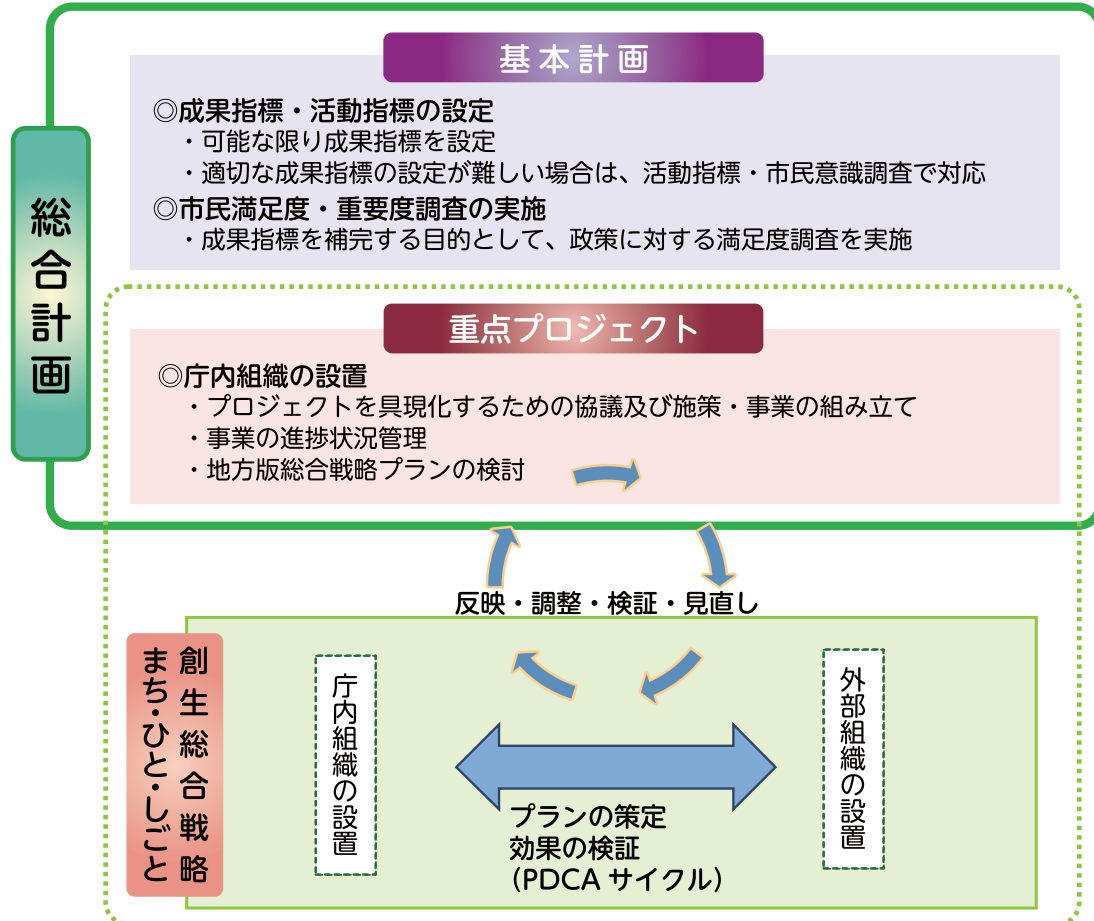 総合計画
基本計画
◎成果指標・活動指標の設定
・可能な限り成果指標を設定
・適切な成果指標の設定が難しい場合は、活動指標・市民意識調査で対応
◎市民満足度・重要度調査の実施
・成果指標を補完する目的として、政策に対する満足度調査を実施
重点プロジェクト
◎庁内組織の設置
・プロジェクトを具現化するための協議及び施策・事業の組み立て
・事業の進捗状況管理
・地方版総合戦略プランの検討
反映・調整・検証・見直し
創生総合戦略
まち・ひと・しごと
庁内組織の設置
外部組織の設置
プランの策定
効果の検証
(PDCA サイクル)